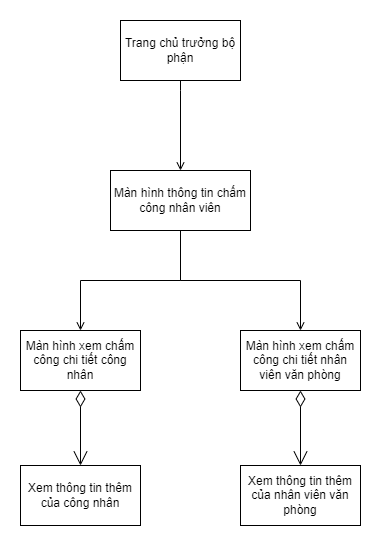 Trang chủ trưởng bộ
phận
Màn hình thông tin chấm
công nhân viên
Màn hình xem chấm
công chi tiết công
nhân
Màn hình xem chấm
công chi tiết nhân
viên văn phòng
Xem thông tin thêm
của công nhân
Xem thông tin thêm
của nhân viên văn
phòng